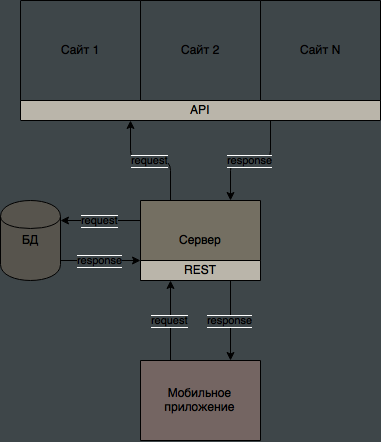 Сайт 1
Сайт 2
Сайт N
API
request
response
request
БД
Сервер
response
REST
request
response
Мобильное
приложение